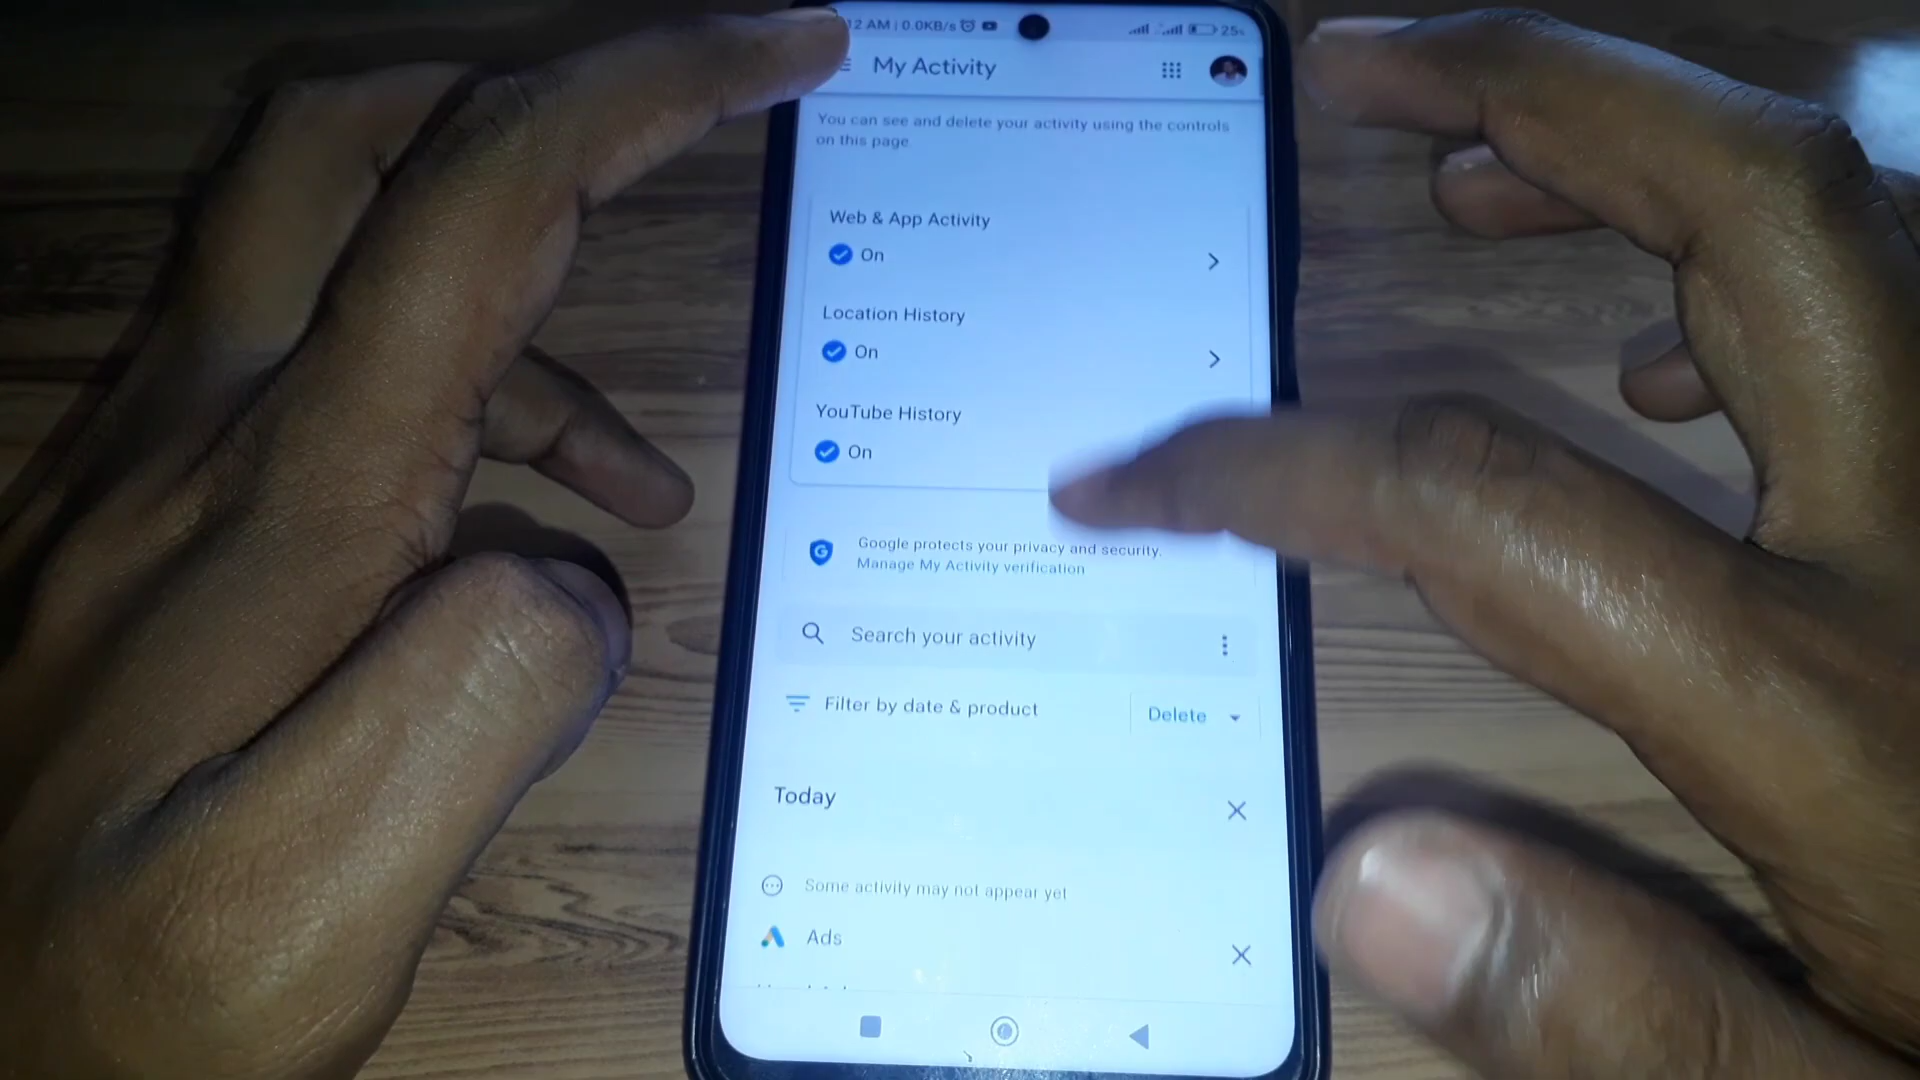 12 AM | 0.0KB/s
25
My Activity
You can see and delete your activity using the controls
on this page
Web & App Activity
On
Location History
On
YouTube History
On
Google protects your privacy and security.
Manage My Activity verification
Search your activity
Filter by date & product
Delete
Today
Some activity may not appear yet
Ads